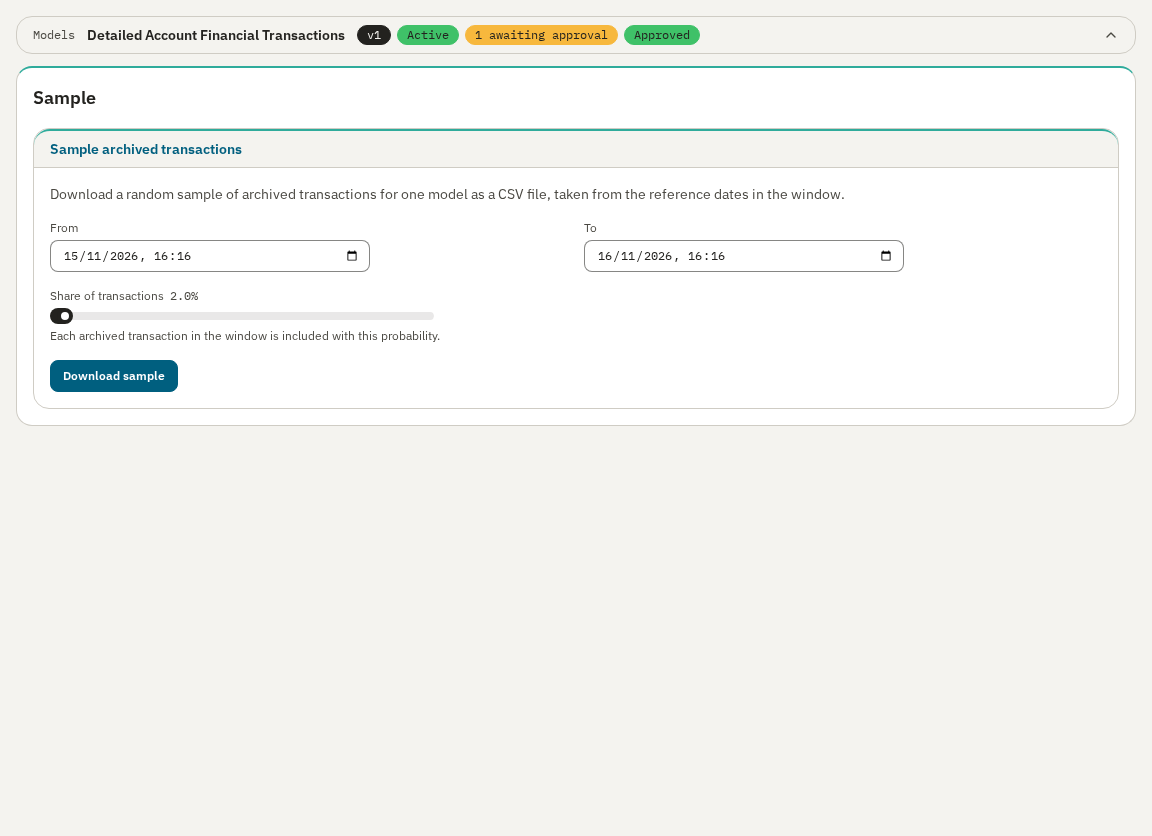 Models Detailed Account Financial Transactions v1 Active 1 awaiting approval Approved
Sample
Sample archived transactions
Download a random sample of archived transactions for one model as a CSV file, taken from the reference dates in the window.
From To
15/11/2026, 16:16 16/11/2026, 16:16
Share of transactions 2.0%
Each archived transaction in the window is included with this probability.
Download sample